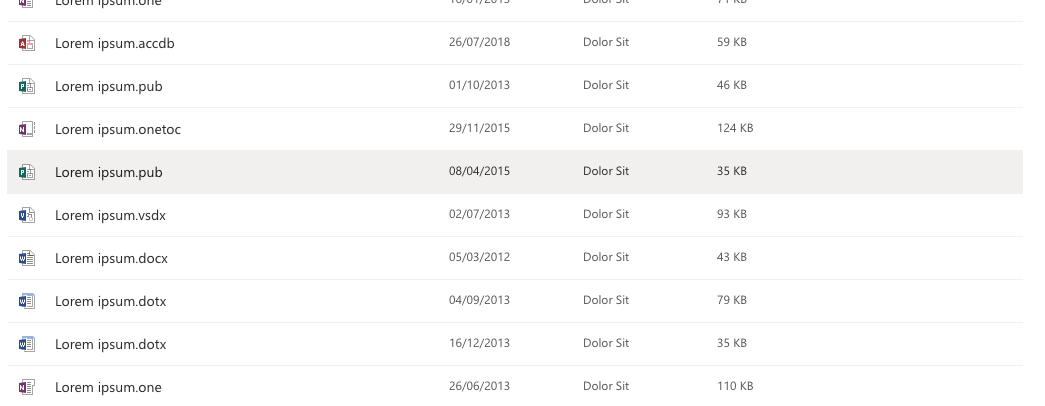 Lorem ipsum.one 10/01/2013 Dolor Sit 71 KB
Lorem ipsum.accdb 26/07/2018 Dolor Sit 59 KB
Lorem ipsum.pub 01/10/2013 Dolor Sit 46 KB
Lorem ipsum.onetoc 29/11/2015 Dolor Sit 124 KB
Lorem ipsum.pub 08/04/2015 Dolor Sit 35 KB
Lorem ipsum.vsdx 02/07/2013 Dolor Sit 93 KB
Lorem ipsum.docx 05/03/2012 Dolor Sit 43 KB
Lorem ipsum.dotx 04/09/2013 Dolor Sit 79 KB
Lorem ipsum.dotx 16/12/2013 Dolor Sit 35 KB
Lorem ipsum.one 26/06/2013 Dolor Sit 110 KB